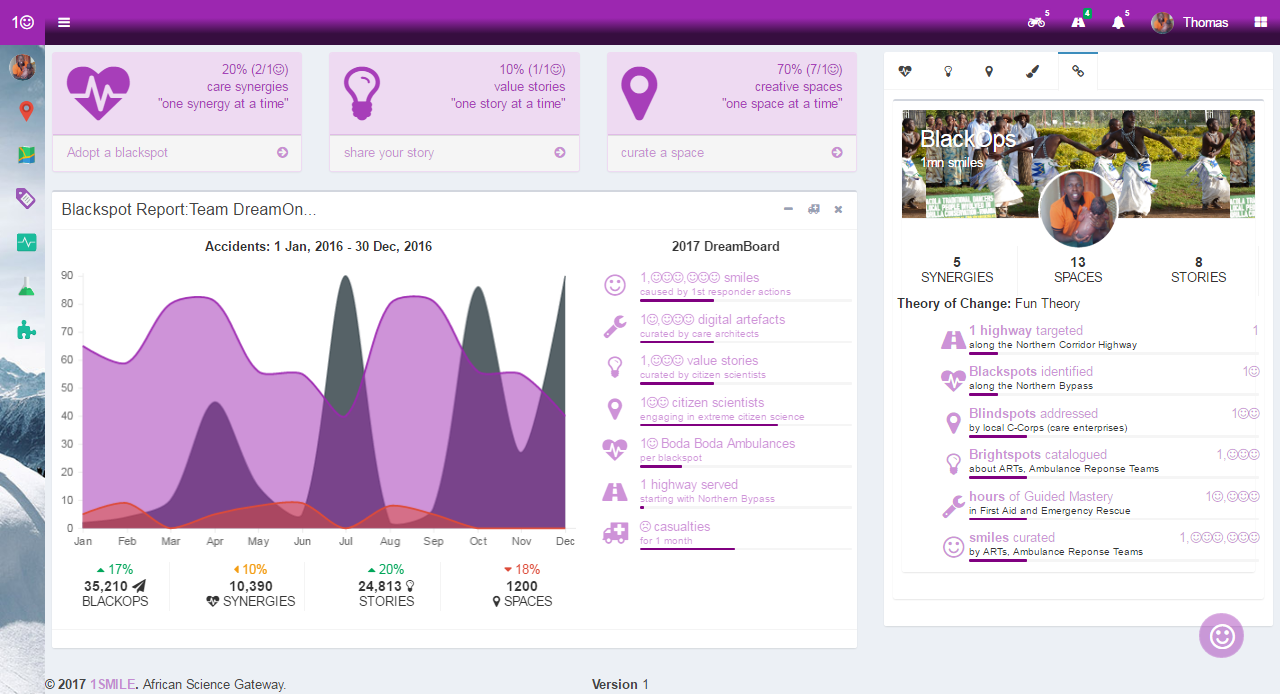 1☺
5
4
5
Thomas
20% (2/1☺)
care synergies
"one synergy at a time"
Adopt a blackspot
10% (1/1☺)
value stories
"one story at a time"
share your story
70% (7/1☺)
creative spaces
"one space at a time"
curate a space
Blackspot Report:Team DreamOn...
Accidents: 1 Jan, 2016 - 30 Dec, 2016
90
80
70
60
50
40
30
20
10
0
Jan Feb Mar Apr May Jun Jul Aug Sep Oct Nov Dec
17%
35,210
BLACKOPS
10%
10,390
SYNERGIES
20%
24,813
STORIES
18%
1200
SPACES
2017 DreamBoard
1,☺☺☺,☺☺☺ smiles
caused by 1st responder actions
1☺,☺☺☺ digital artefacts
curated by care architects
1,☺☺☺ value stories
curated by citizen scientists
1☺☺ citizen scientists
engaging in extreme citizen science
1☺ Boda Boda Ambulances
per blackspot
1 highway served
starting with Northern Bypass
☹ casualties
for 1 month
BlackOps
1mn smiles
5
SYNERGIES
13
SPACES
8
STORIES
Theory of Change: Fun Theory
1 highway targeted 1
along the Northern Corridor Highway
Blackspots identified 1☺
along the Northern Bypass
Blindspots addressed 1☺☺
by local C-Corps (care enterprises)
Brightspots catalogued 1,☺☺☺
about ARTs, Ambulance Reponse Teams
hours of Guided Mastery 1☺,☺☺☺
in First Aid and Emergency Rescue
smiles curated 1,☺☺☺,☺☺☺
by ARTs, Ambulance Reponse Teams
© 2017 1SMILE. African Science Gateway.
Version 1